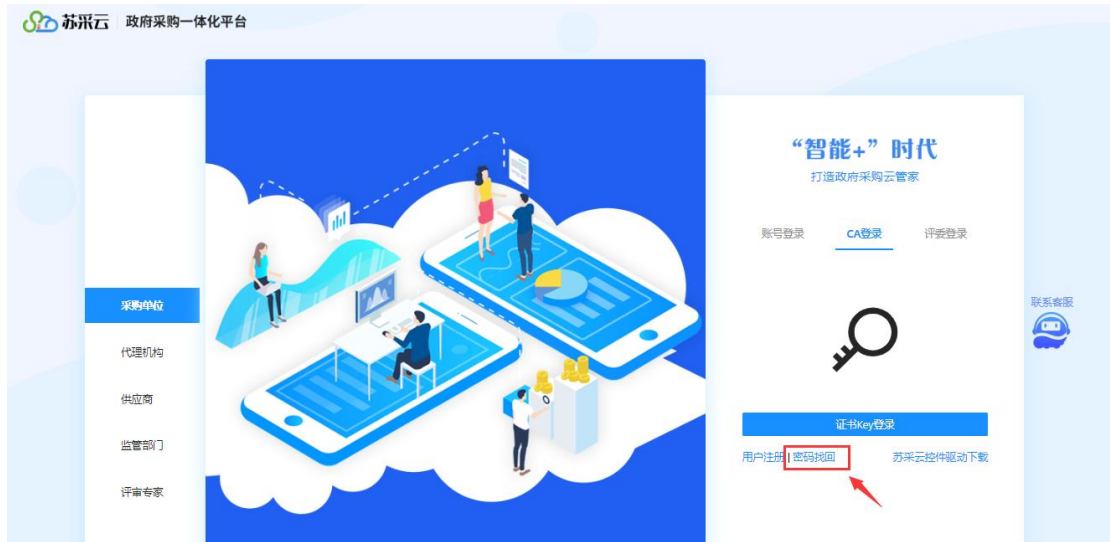 苏采云 政府采购一体化平台
“智能+”时代
打造政府采购云管家
账号登录 CA登录 评委登录
采购单位
代理机构
供应商
监管部门
评审专家
联系客服
证书Key登录
用户注册 | 密码找回 苏采云控件驱动下载